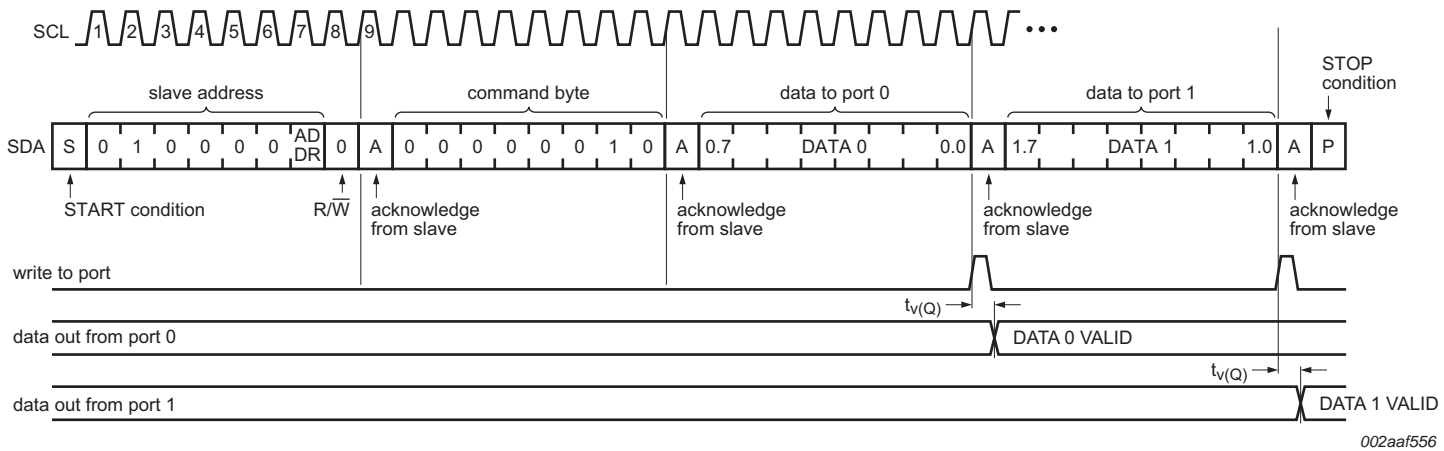 SCL 1 2 3 4 5 6 7 8 9 •••
STOP
condition
slave address command byte data to port 0 data to port 1
SDA S 0 1 0 0 0 0 AD DR 0 A 0 0 0 0 0 0 1 0 A 0.7 DATA 0 0.0 A 1.7 DATA 1 1.0 A P
START condition R/W̅ acknowledge from slave acknowledge from slave acknowledge from slave acknowledge from slave
write to port
tv(Q)
data out from port 0 DATA 0 VALID
tv(Q)
data out from port 1 DATA 1 VALID
002aaf556